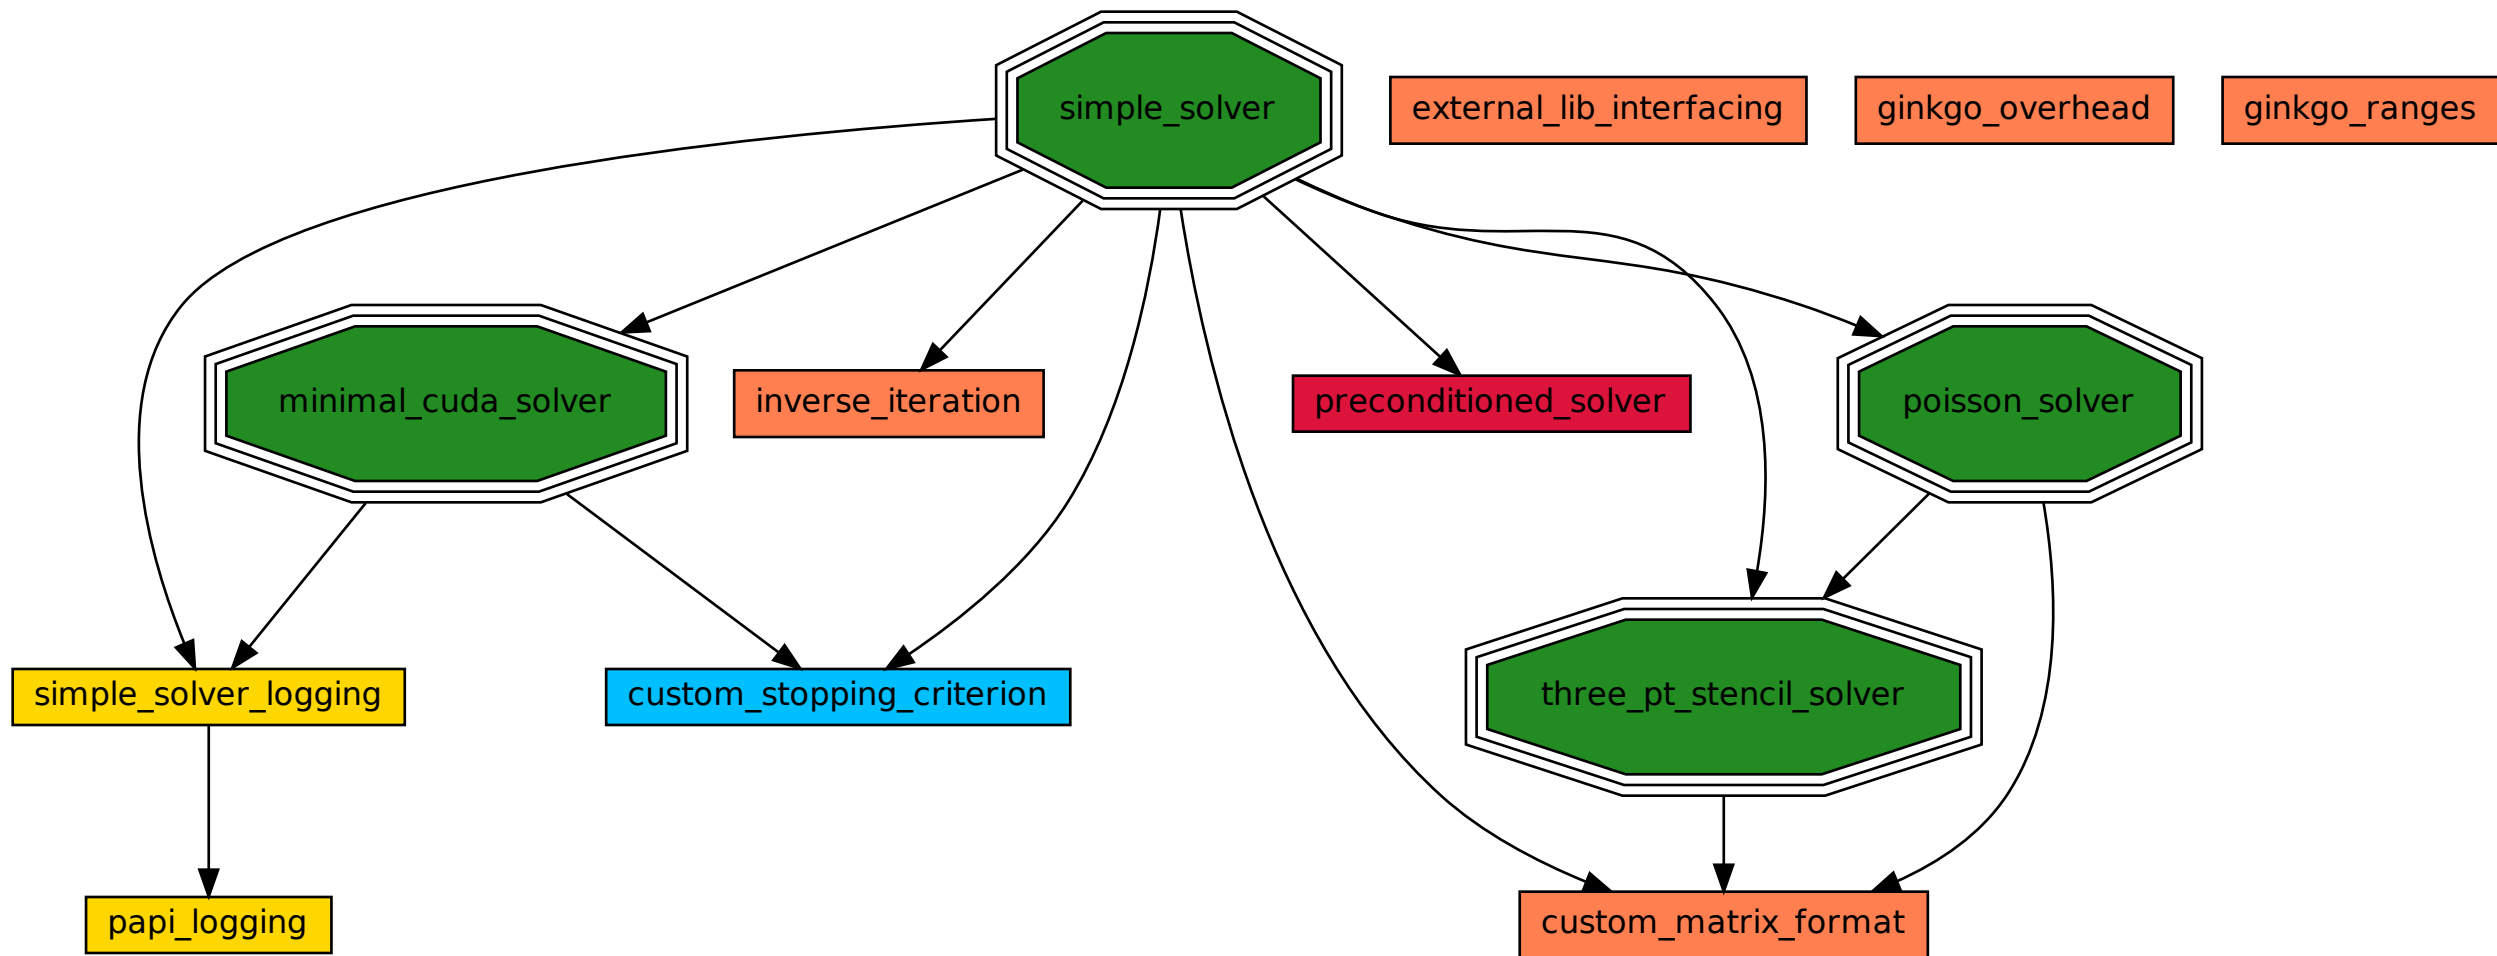 simple_solver
external_lib_interfacing
ginkgo_overhead
ginkgo_ranges
minimal_cuda_solver
inverse_iteration
preconditioned_solver
poisson_solver
simple_solver_logging
custom_stopping_criterion
three_pt_stencil_solver
papi_logging
custom_matrix_format